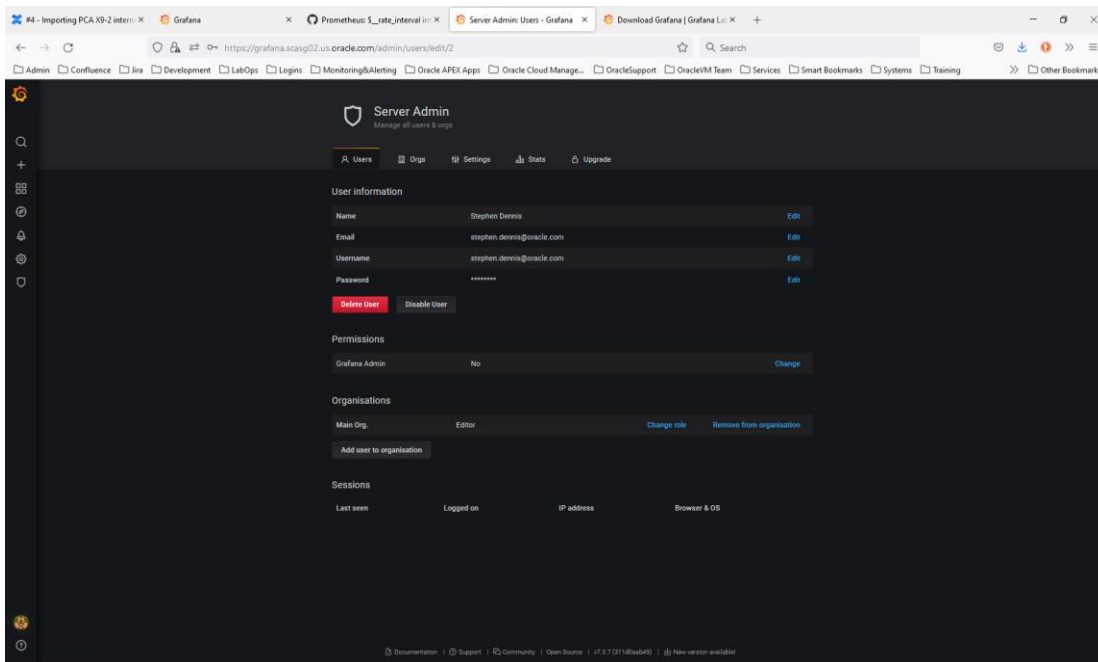 #4 - Importing PCA X9-2 intern
Grafana
Prometheus: $__rate_interval int
Server Admin: Users - Grafana
Download Grafana | Grafana Lab
https://grafana.scasg02.us.oracle.com/admin/users/edit/2
Search
Admin Confluence Jira Development LabOps Logins Monitoring&Alerting Oracle APEX Apps Oracle Cloud Manage... OracleSupport OracleVM Team Services Smart Bookmarks Systems Training Other Bookmark
Server Admin
Manage all users & orgs
Users Orgs Settings Stats Upgrade
User information
Name Stephen Dennis Edit
Email stephen.dennis@oracle.com Edit
Username stephen.dennis@oracle.com Edit
Password ******** Edit
Delete User Disable User
Permissions
Grafana Admin No Change
Organisations
Main Org. Editor Change role Remove from organisation
Add user to organisation
Sessions
Last seen Logged on IP address Browser & OS
Documentation | Support | Community | Open Source | v7.3.7 (311d0aab49) | New version available!